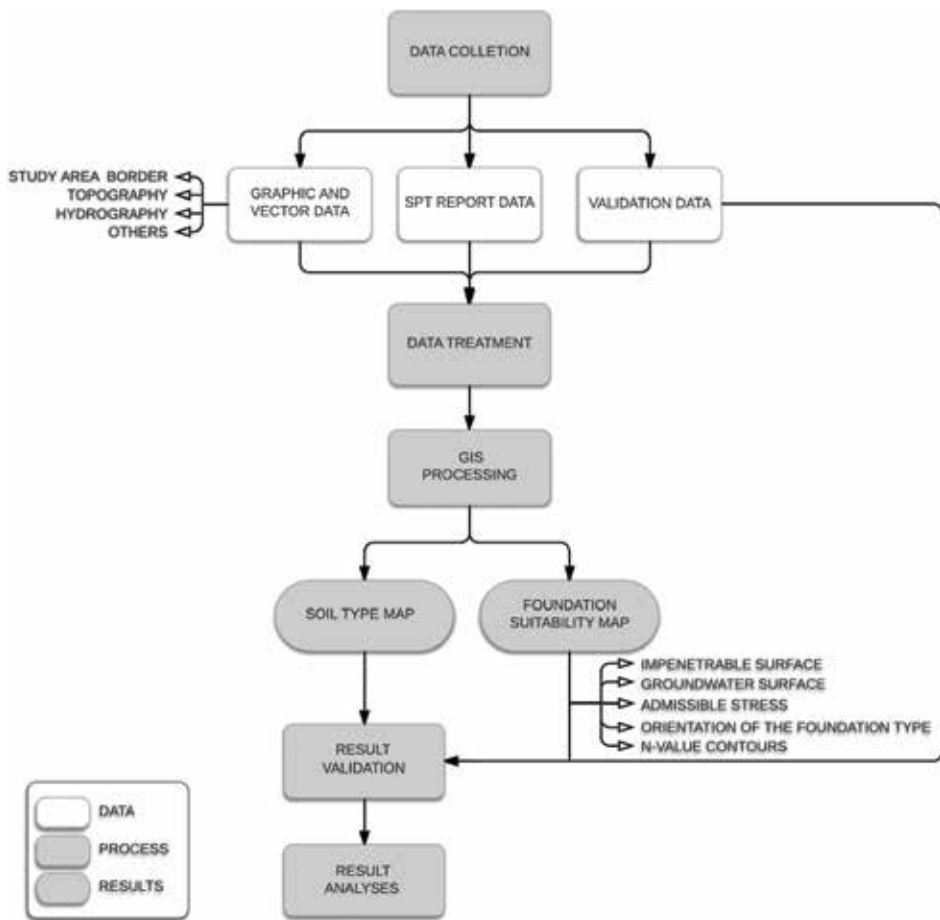 DATA COLLETION
STUDY AREA BORDER
TOPOGRAPHY
HYDROGRAPHY
OTHERS
GRAPHIC AND
VECTOR DATA
SPT REPORT DATA
VALIDATION DATA
DATA TREATMENT
GIS
PROCESSING
SOIL TYPE MAP
FOUNDATION
SUITABILITY MAP
IMPENETRABLE SURFACE
GROUNDWATER SURFACE
ADMISSIBLE STRESS
ORIENTATION OF THE FOUNDATION TYPE
N-VALUE CONTOURS
RESULT
VALIDATION
RESULT
ANALYSES
DATA
PROCESS
RESULTS